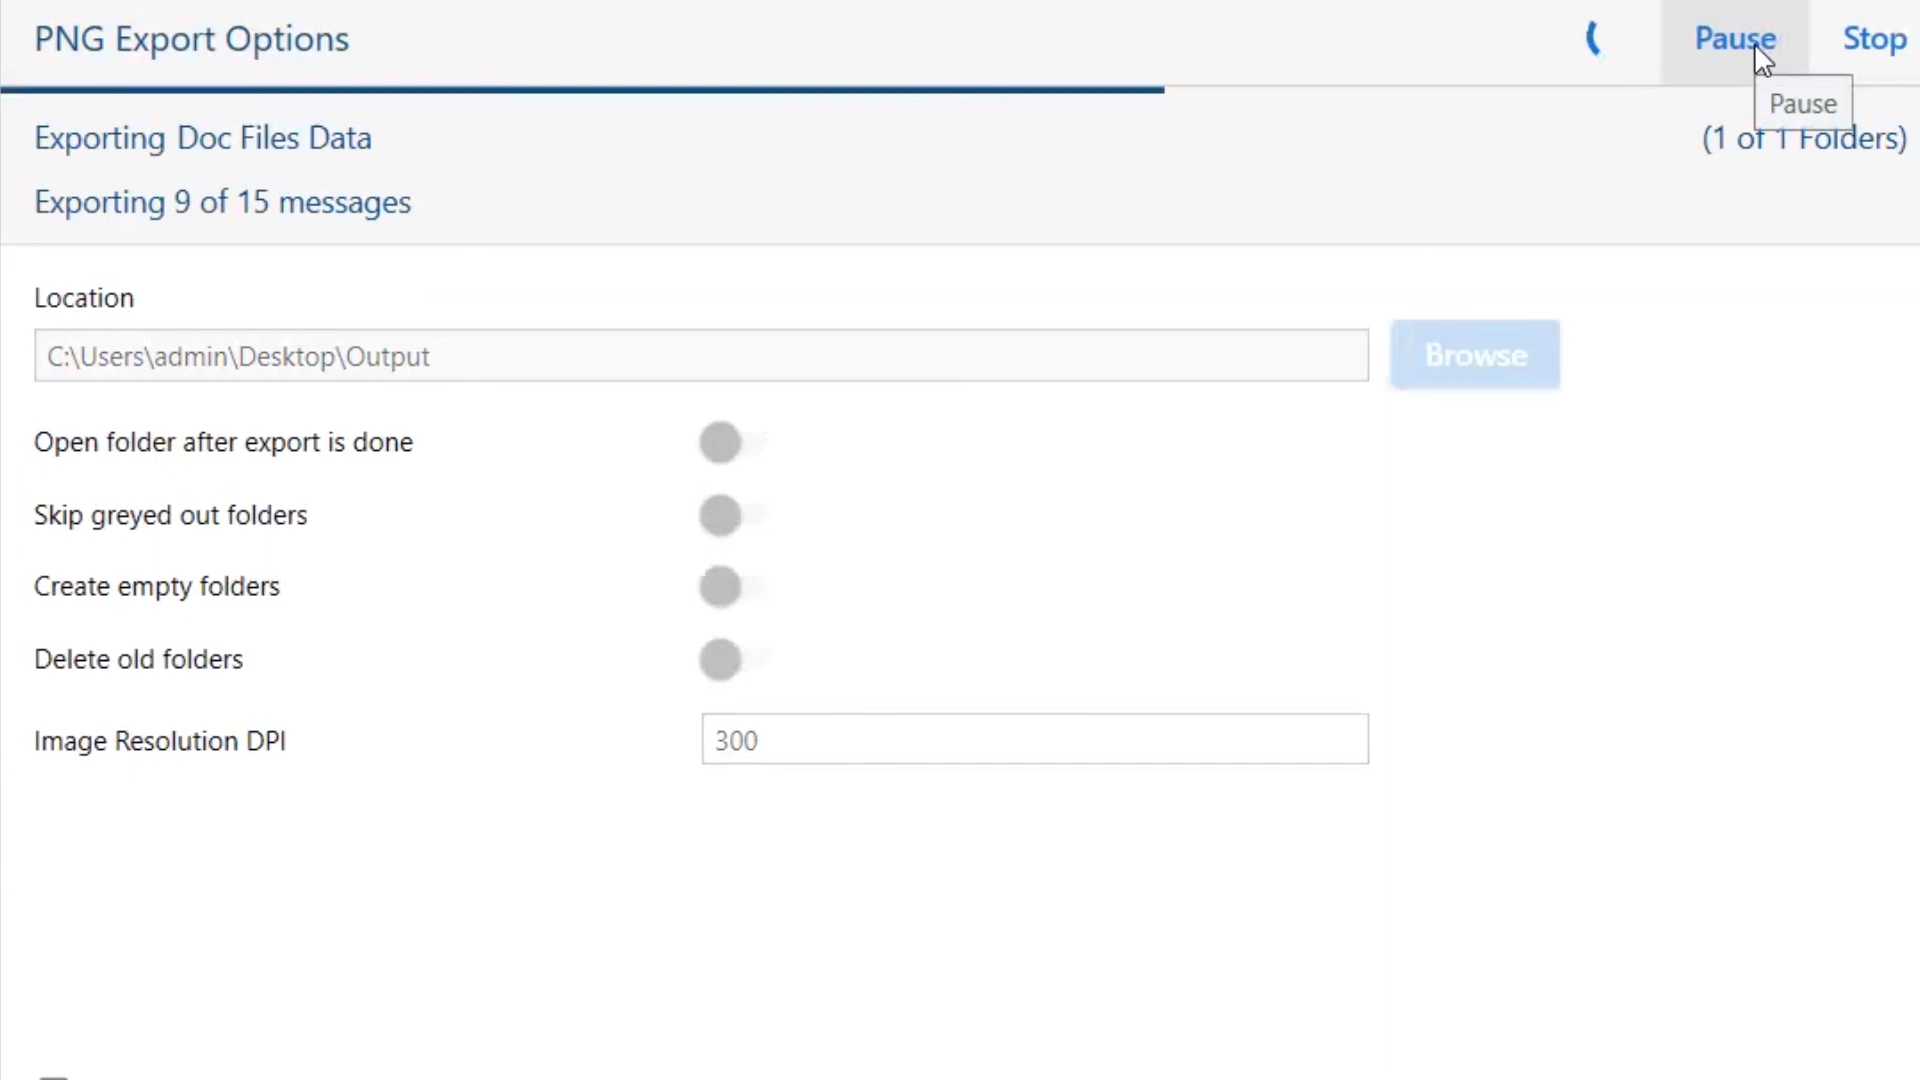 PNG Export Options
Pause
Stop
Pause
Exporting Doc Files Data
(1 of 1 Folders)
Exporting 9 of 15 messages
Location
C:\Users\admin\Desktop\Output
Browse
Open folder after export is done
Skip greyed out folders
Create empty folders
Delete old folders
Image Resolution DPI
300